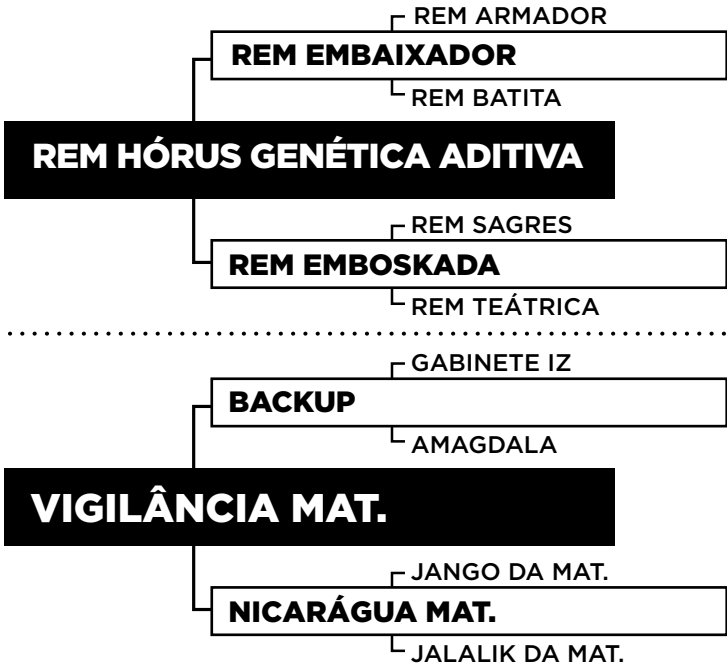 REM ARMADOR
REM EMBAIXADOR
REM BATITA
REM HÓRUS GENÉTICA ADITIVA
REM SAGRES
REM EMBOSKADA
REM TEÁTRICA
GABINETE IZ
BACKUP
AMAGDALA
VIGILÂNCIA MAT.
JANGO DA MAT.
NICARÁGUA MAT.
JALALIK DA MAT.